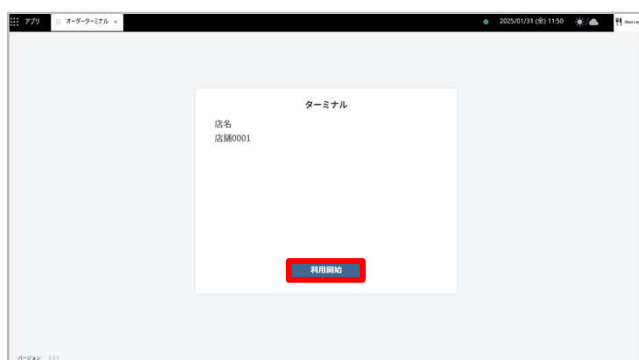 アプリ オーダーターミナル
2025/01/31 (金) 11:50
ターミナル
店名
店舗0001
利用開始
バージョン